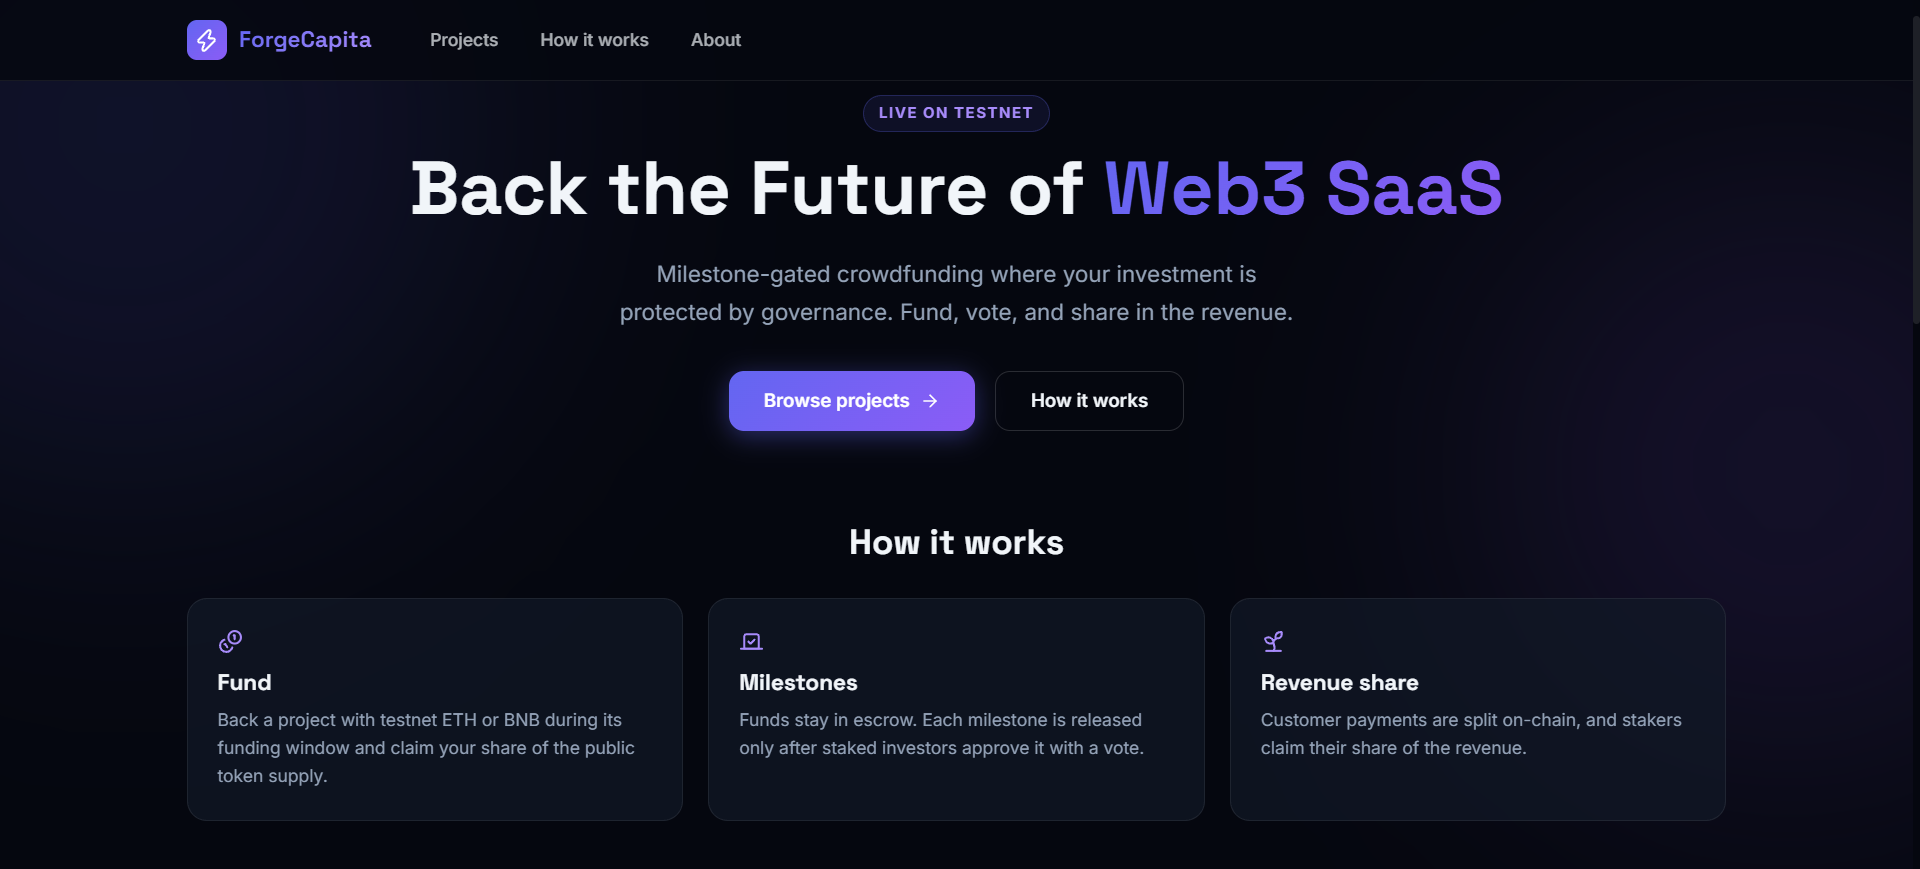 ForgeCapita
Projects
How it works
About
LIVE ON TESTNET
Back the Future of Web3 SaaS
Milestone-gated crowdfunding where your investment is
protected by governance. Fund, vote, and share in the revenue.
Browse projects →
How it works
How it works
Fund
Back a project with testnet ETH or BNB during its
funding window and claim your share of the public
token supply.
Milestones
Funds stay in escrow. Each milestone is released
only after staked investors approve it with a vote.
Revenue share
Customer payments are split on-chain, and stakers
claim their share of the revenue.